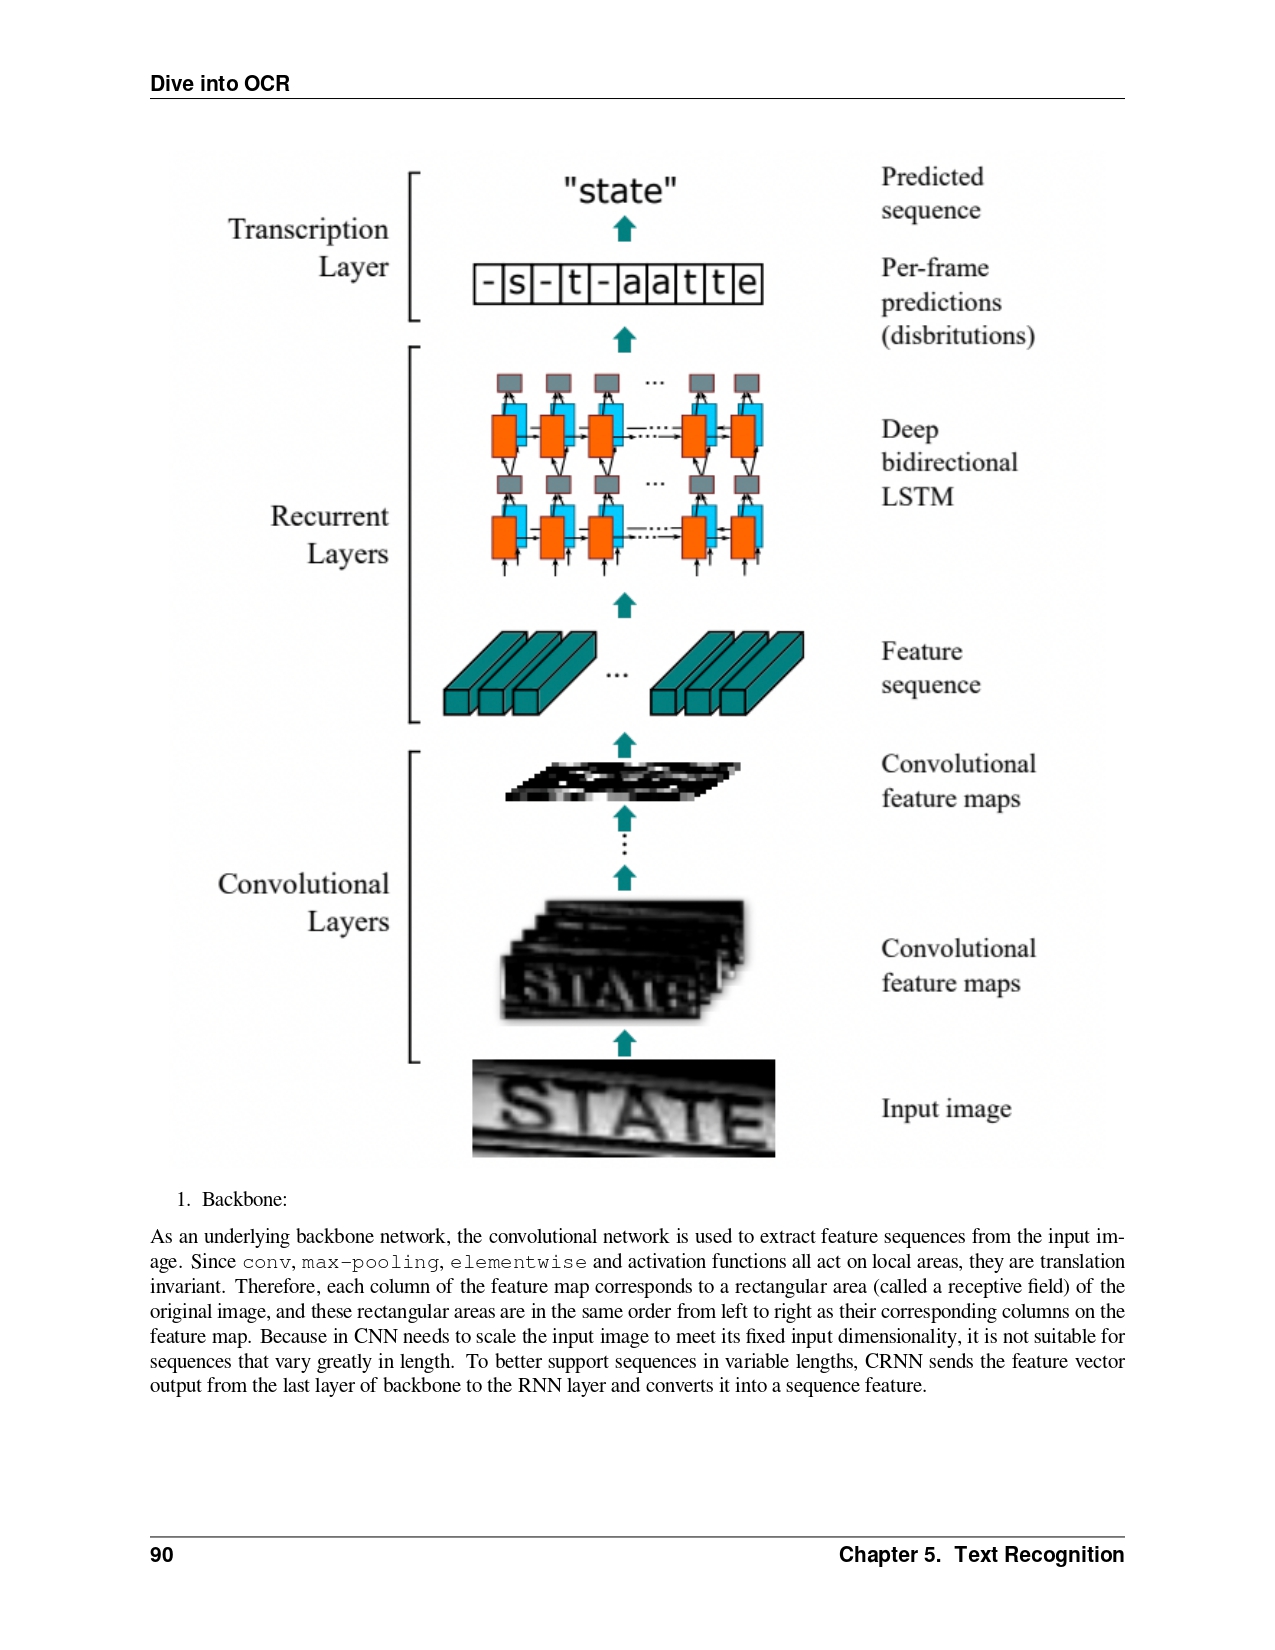 Dive into OCR
Transcription
Layer
"state"
Predicted
sequence
-s-t-aatte
Per-frame
predictions
(disbritutions)
Recurrent
Layers
...
...
Deep
bidirectional
LSTM
...
Feature
sequence
Convolutional
Layers
Convolutional
feature maps
STATE
Convolutional
feature maps
STATE
Input image
1. Backbone:
As an underlying backbone network, the convolutional network is used to extract feature sequences from the input im-
age. Since conv, max-pooling, elementwise and activation functions all act on local areas, they are translation
invariant. Therefore, each column of the feature map corresponds to a rectangular area (called a receptive field) of the
original image, and these rectangular areas are in the same order from left to right as their corresponding columns on the
feature map. Because in CNN needs to scale the input image to meet its fixed input dimensionality, it is not suitable for
sequences that vary greatly in length. To better support sequences in variable lengths, CRNN sends the feature vector
output from the last layer of backbone to the RNN layer and converts it into a sequence feature.
90
Chapter 5. Text Recognition